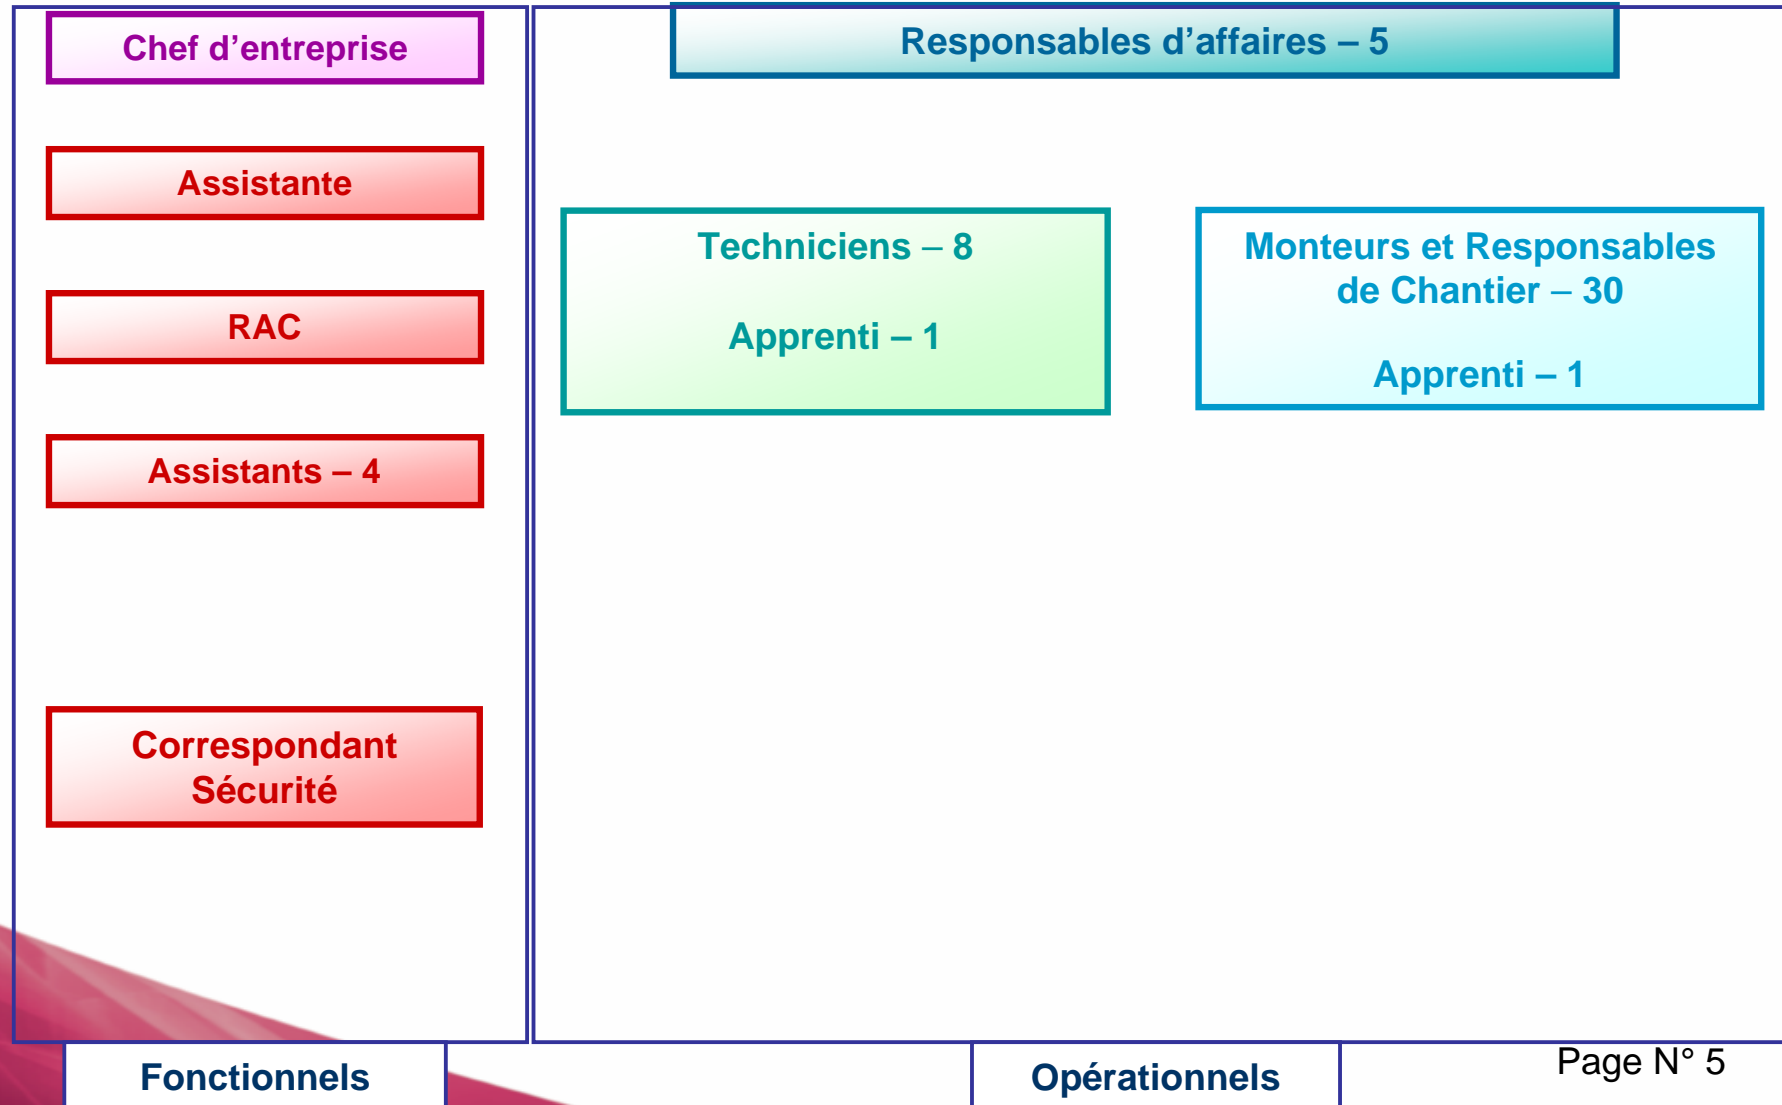 Chef d’entreprise
Assistante
RAC
Assistants – 4
Correspondant
Sécurité
Fonctionnels
Responsables d’affaires – 5
Techniciens – 8
Apprenti – 1
Monteurs et Responsables
de Chantier – 30
Apprenti – 1
Opérationnels
Page N° 5